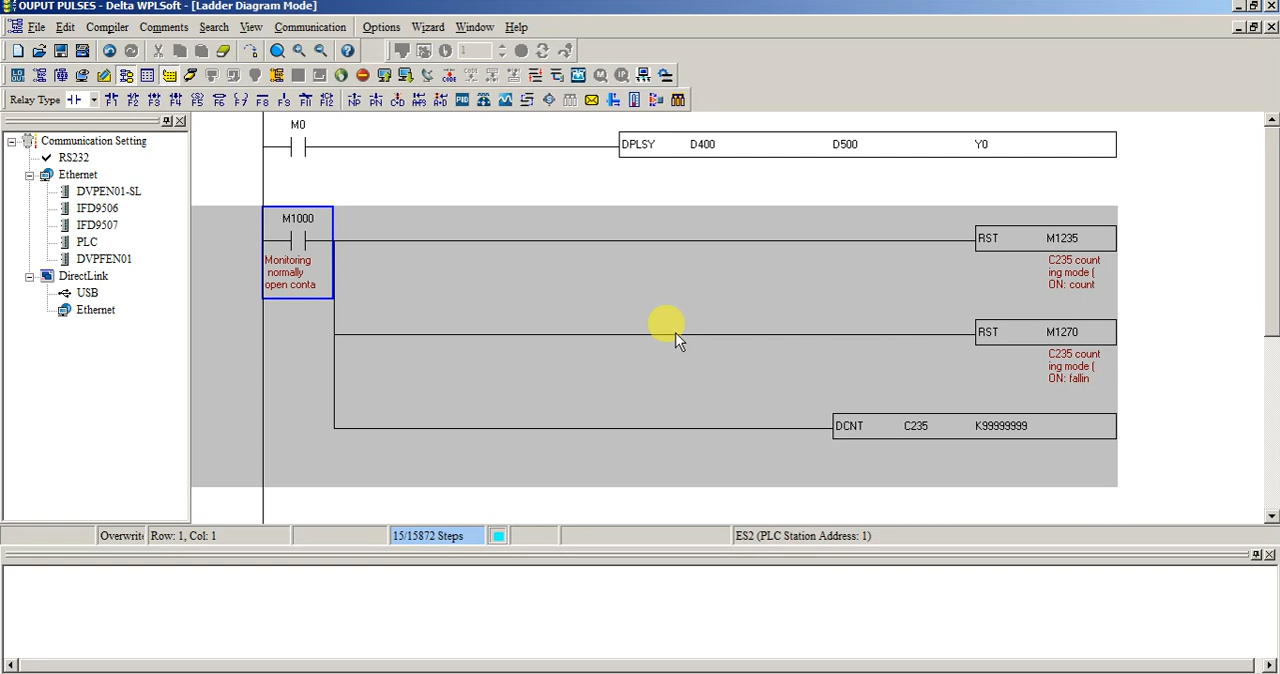 OUPUT PULSES - Delta WPLSoft - [Ladder Diagram Mode]
File Edit Compiler Comments Search View Communication Options Wizard Window Help
1
Relay Type
NP PN
Communication Setting
RS232
Ethernet
DVPEN01-SL
IFD9506
IFD9507
PLC
DVPFEN01
DirectLink
USB
Ethernet
M0
DPLSY D400 D500 Y0
M1000
Monitoring
normally
open conta
RST M1235
C235 count
ing mode (
ON: count
RST M1270
C235 count
ing mode (
ON: fallin
DCNT C235 K99999999
Overwrit Row: 1, Col: 1 15/15872 Steps ES2 (PLC Station Address: 1)